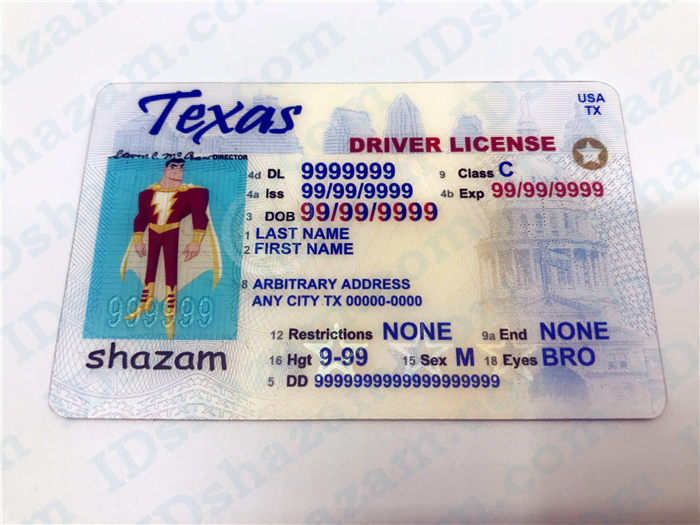 IDshazam.com
Texas
USA
TX
DRIVER LICENSE
DIRECTOR
4d DL 9999999 9 Class C
4a Iss 99/99/9999 4b Exp 99/99/9999
3 DOB 99/99/9999
1 LAST NAME
2 FIRST NAME
8 ARBITRARY ADDRESS
ANY CITY TX 00000-0000
999999
shazam
12 Restrictions NONE 9a End NONE
16 Hgt 9-99 15 Sex M 18 Eyes BRO
5 DD 99999999999999999999